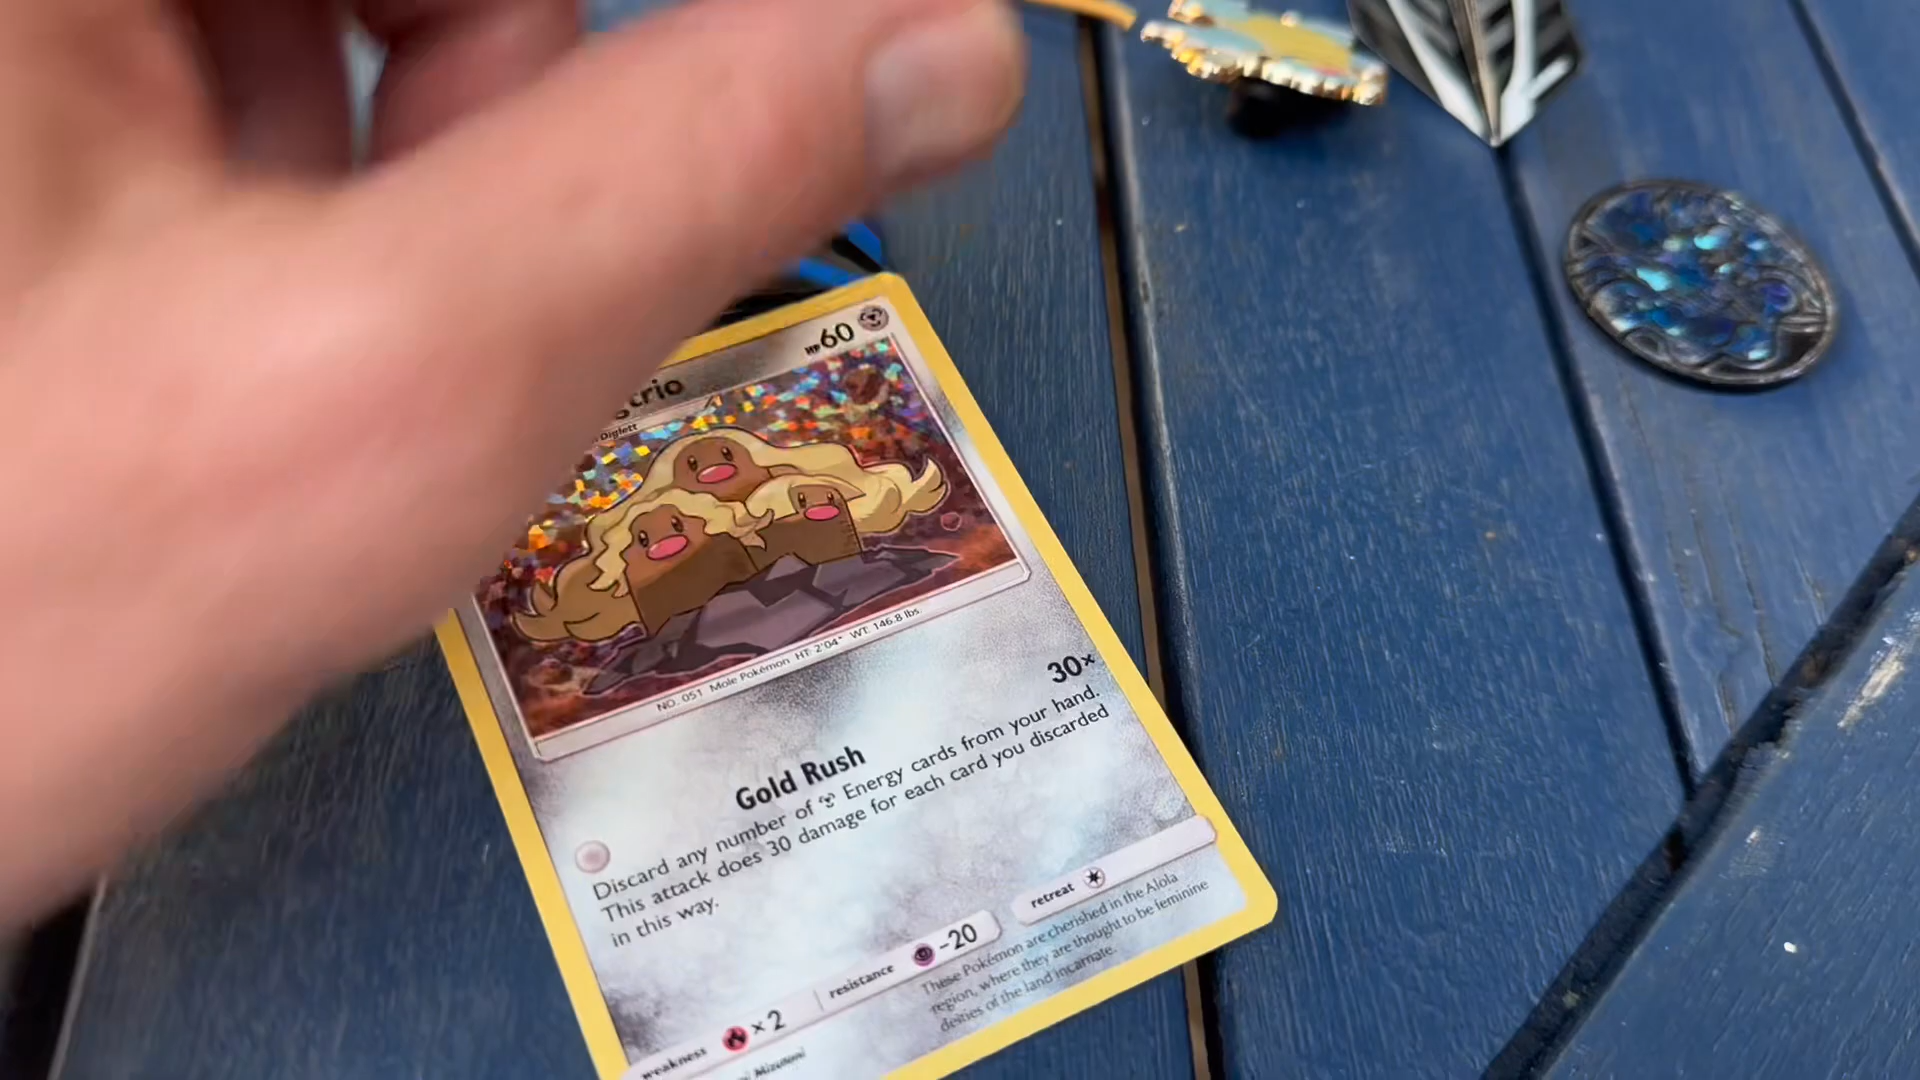 HP60
gtrio
Diglett
NO. 051 Mole Pokémon HT: 2'04" WT: 146.8 lbs.
Gold Rush 30×
Discard any number of Energy cards from your hand.
This attack does 30 damage for each card you discarded
in this way.
weakness ×2 resistance -20 retreat
These Pokémon are cherished in the Alola
region, where they are thought to be feminine
deities of the land incarnate.
Mizutani